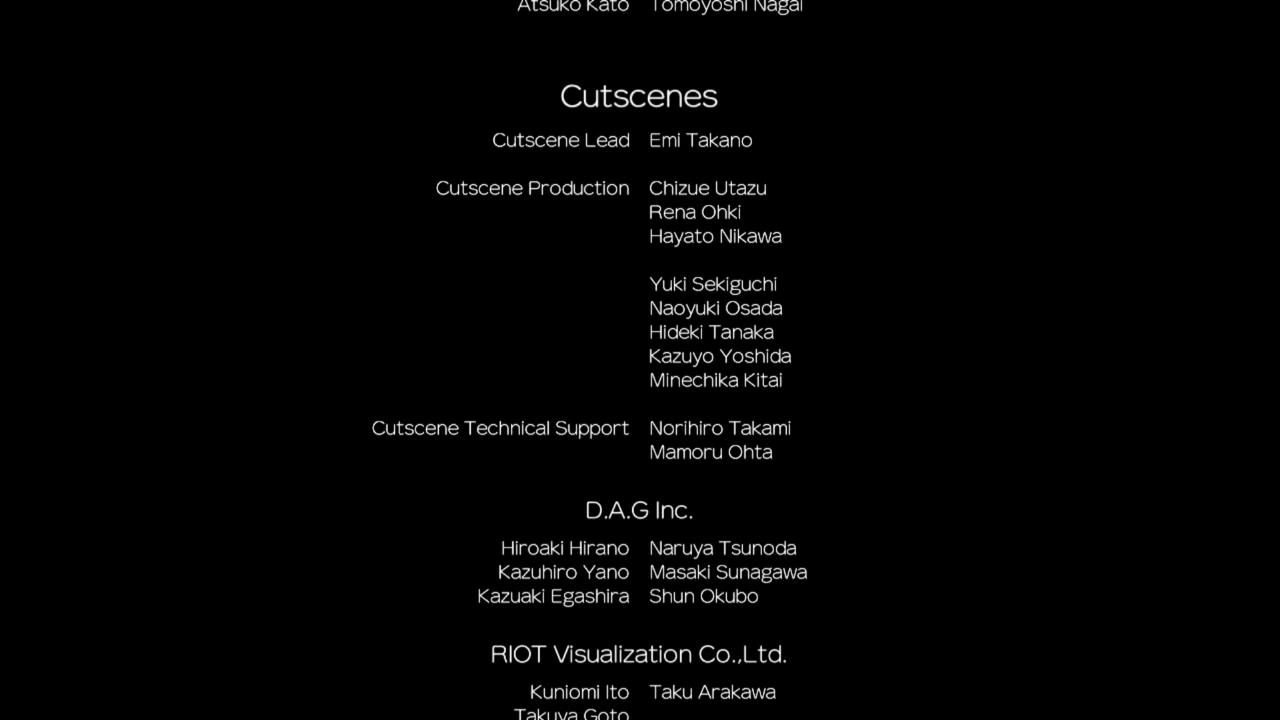 Atsuko Kato Tomoyoshi Nagai
Cutscenes
Cutscene Lead Emi Takano
Cutscene Production Chizue Utazu
Rena Ohki
Hayato Nikawa
Yuki Sekiguchi
Naoyuki Osada
Hideki Tanaka
Kazuyo Yoshida
Minechika Kitai
Cutscene Technical Support Norihiro Takami
Mamoru Ohta
D.A.G Inc.
Hiroaki Hirano Naruya Tsunoda
Kazuhiro Yano Masaki Sunagawa
Kazuaki Egashira Shun Okubo
RIOT Visualization Co.,Ltd.
Kuniomi Ito Taku Arakawa
Takuya Goto